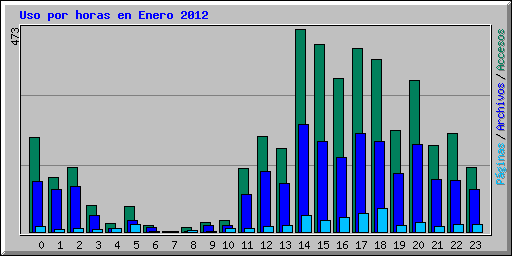 Uso por horas en Enero 2012
473
Páginas / Archivos / Accesos
0 1 2 3 4 5 6 7 8 9 10 11 12 13 14 15 16 17 18 19 20 21 22 23